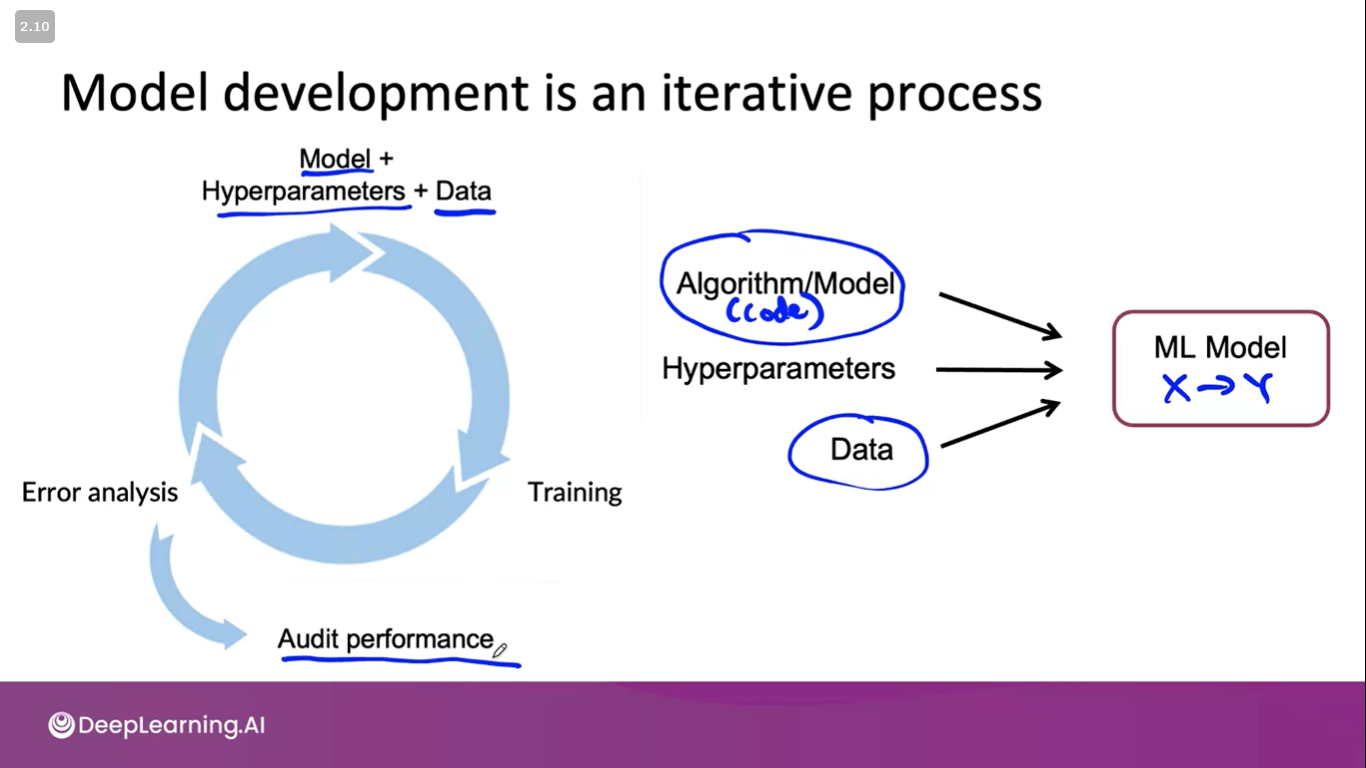 2.10
Model development is an iterative process
Model +
Hyperparameters + Data
Training
Error analysis
Audit performance
Algorithm/Model
(code)
Hyperparameters
Data
ML Model
X → Y
DeepLearning.AI